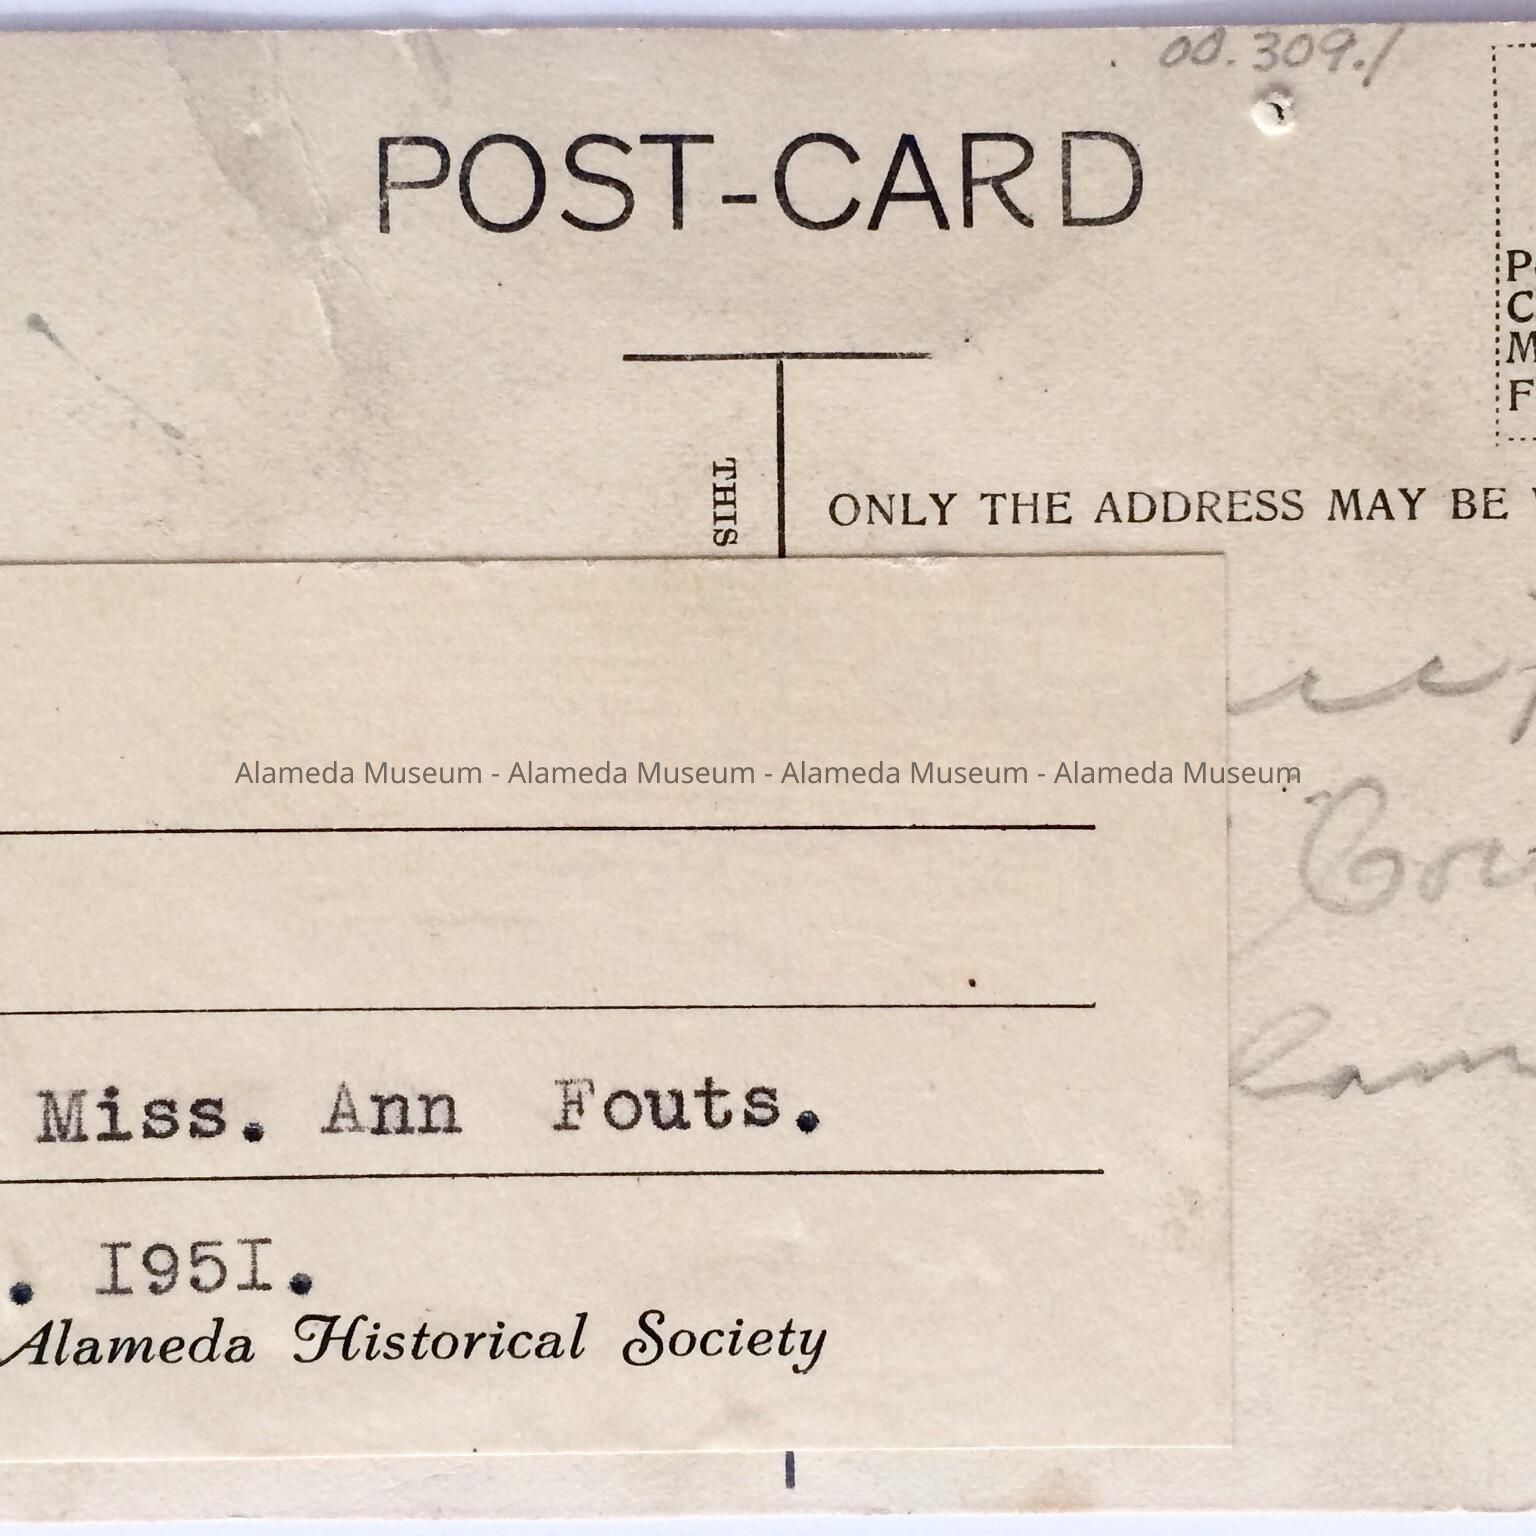 00.309.1
POST-CARD
THIS
ONLY THE ADDRESS MAY BE
Alameda Museum - Alameda Museum - Alameda Museum - Alameda Museum
Miss. Ann Fouts.
. I95I.
Alameda Historical Society